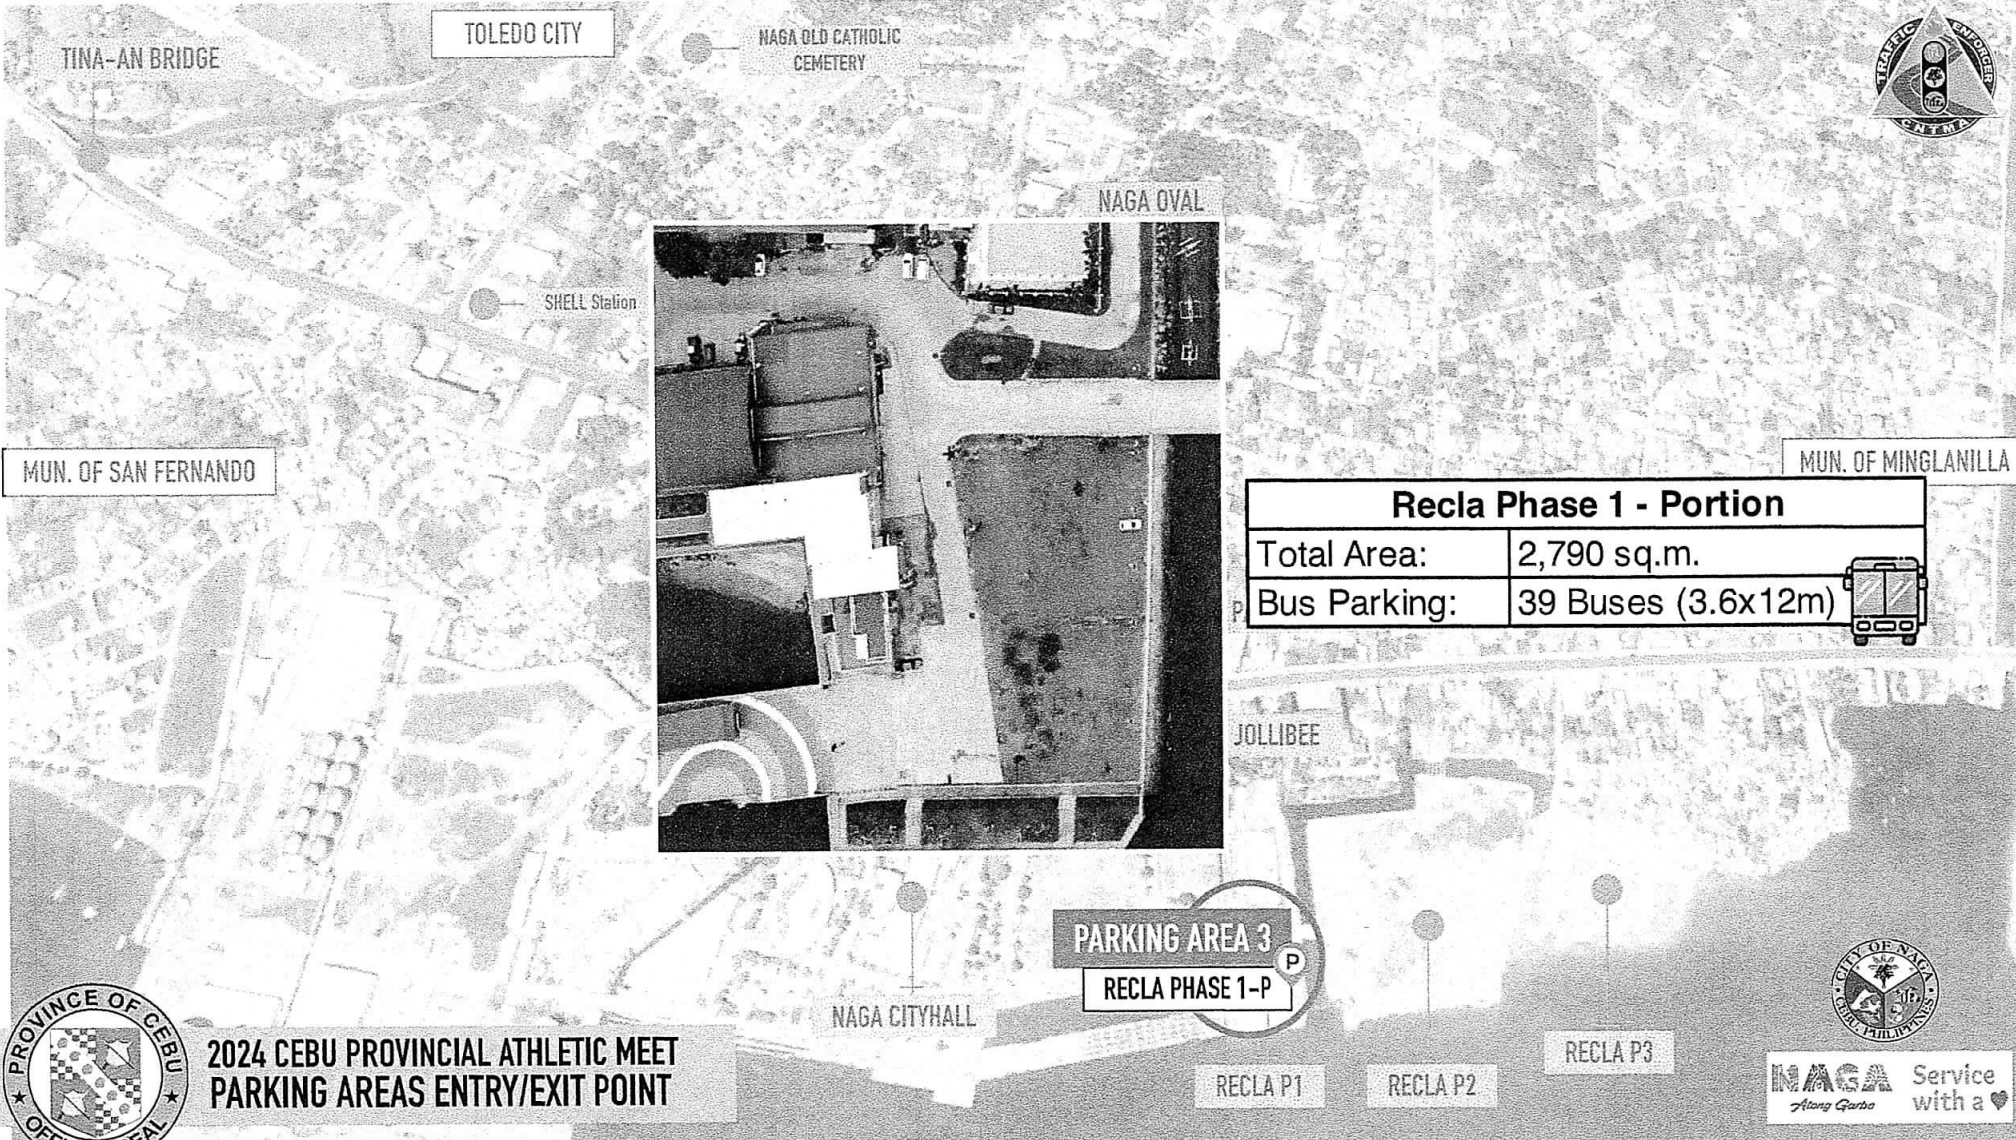 TINA-AN BRIDGE
TOLEDO CITY
NAGA OLD CATHOLIC
CEMETERY
TRAFFIC ENFORCER
CNTMA
NAGA OVAL
SHELL Station
MUN. OF SAN FERNANDO
MUN. OF MINGLANILLA
Recla Phase 1 - Portion
Total Area: 2,790 sq.m.
Bus Parking: 39 Buses (3.6x12m)
JOLLIBEE
PARKING AREA 3
P
RECLA PHASE 1-P
NAGA CITYHALL
RECLA P1
RECLA P2
RECLA P3
PROVINCE OF CEBU
2024 CEBU PROVINCIAL ATHLETIC MEET
PARKING AREAS ENTRY/EXIT POINT
CITY OF NAGA
CEBU, PHILIPPINES
NAGA
Atong Garbo
Service
with a